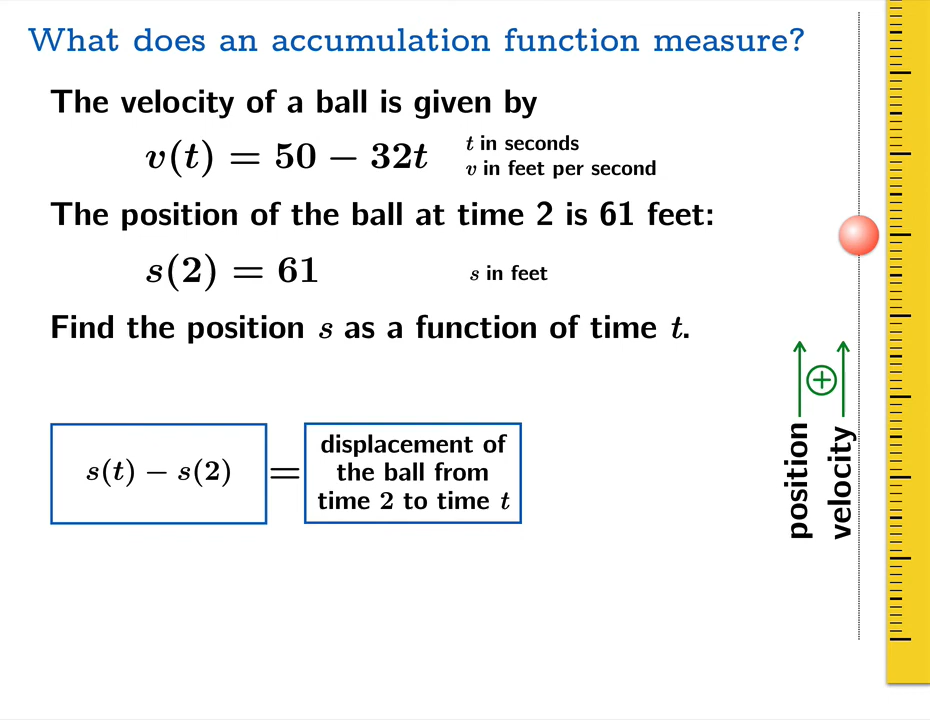 What does an accumulation function measure?
The velocity of a ball is given by
v(t) = 50 − 32t
t in seconds
v in feet per second
The position of the ball at time 2 is 61 feet:
s(2) = 61
s in feet
Find the position s as a function of time t.
s(t) − s(2)
=
displacement of
the ball from
time 2 to time t
position
velocity
+